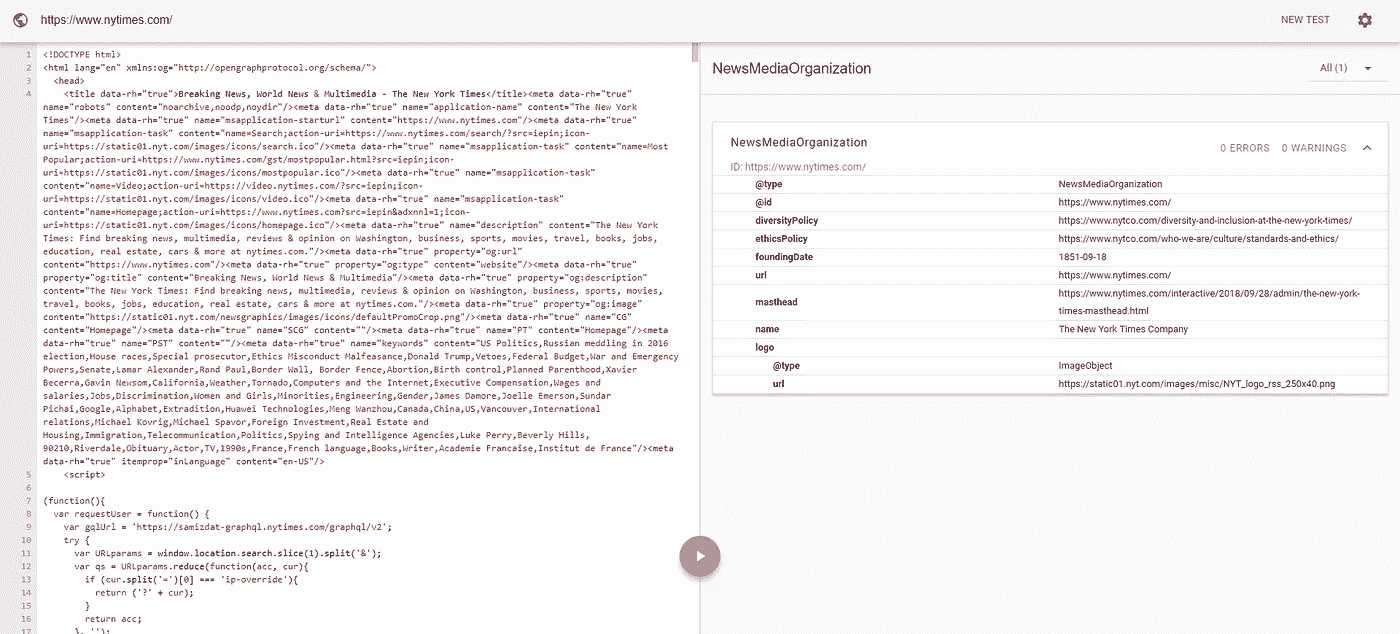 https://www.nytimes.com/
NEW TEST
1 <!DOCTYPE html>
2 <html lang="en" xmlns:og="http://opengraphprotocol.org/schema/">
3 <head>
4 <title data-rh="true">Breaking News, World News & Multimedia - The New York Times</title><meta data-rh="true"
name="robots" content="noarchive,noodp,noydir"/><meta data-rh="true" name="application-name" content="The New York
Times"/><meta data-rh="true" name="msapplication-starturl" content="https://www.nytimes.com"/><meta data-rh="true"
name="msapplication-task" content="name=Search;action-uri=https://www.nytimes.com/search/?src=iepin;icon-
uri=https://static01.nyt.com/images/icons/search.ico"/><meta data-rh="true" name="msapplication-task" content="name=Most
Popular;action-uri=https://www.nytimes.com/gst/mostpopular.html?src=iepin;icon-
uri=https://static01.nyt.com/images/icons/mostpopular.ico"/><meta data-rh="true" name="msapplication-task"
content="name=Video;action-uri=https://video.nytimes.com/?src=iepin;icon-
uri=https://static01.nyt.com/images/icons/video.ico"/><meta data-rh="true" name="msapplication-task"
content="name=Homepage;action-uri=https://www.nytimes.com?src=iepin&adxnnl=1;icon-
uri=https://static01.nyt.com/images/icons/homepage.ico"/><meta data-rh="true" name="description" content="The New York
Times: Find breaking news, multimedia, reviews & opinion on Washington, business, sports, movies, travel, books, jobs,
education, real estate, cars & more at nytimes.com."/><meta data-rh="true" property="og:url"
content="https://www.nytimes.com"/><meta data-rh="true" property="og:type" content="website"/><meta data-rh="true"
property="og:title" content="Breaking News, World News & Multimedia"/><meta data-rh="true" property="og:description"
content="The New York Times: Find breaking news, multimedia, reviews & opinion on Washington, business, sports, movies,
travel, books, jobs, education, real estate, cars & more at nytimes.com."/><meta data-rh="true" property="og:image"
content="https://static01.nyt.com/newsgraphics/images/icons/defaultPromoCrop.png"/><meta data-rh="true" name="CG"
content="Homepage"/><meta data-rh="true" name="SCG" content=""/><meta data-rh="true" name="PT" content="Homepage"/><meta
data-rh="true" name="PST" content=""/><meta data-rh="true" name="keywords" content="US Politics,Russian meddling in 2016
election,House races,Special prosecutor,Ethics Misconduct Malfeasance,Donald Trump,Vetoes,Federal Budget,War and Emergency
Powers,Senate,Lamar Alexander,Rand Paul,Border Wall, Border Fence,Abortion,Birth control,Planned Parenthood,Xavier
Becerra,Gavin Newsom,California,Weather,Tornado,Computers and the Internet,Executive Compensation,Wages and
salaries,Jobs,Discrimination,Women and Girls,Minorities,Engineering,Gender,James Damore,Joelle Emerson,Sundar
Pichai,Google,Alphabet,Extradition,Huawei Technologies,Meng Wanzhou,Canada,China,US,Vancouver,International
relations,Michael Kovrig,Michael Spavor,Foreign Investment,Real Estate and
Housing,Immigration,Telecommunication,Politics,Spying and Intelligence Agencies,Luke Perry,Beverly Hills,
90210,Riverdale,Obituary,Actor,TV,1990s,France,French language,Books,Writer,Academie Francaise,Institut de France"/><meta
data-rh="true" itemprop="inLanguage" content="en-US"/>
5 <script>
6
7 (function(){
8 var requestUser = function() {
9 var gqlUrl = 'https://samizdat-graphql.nytimes.com/graphql/v2';
10 try {
11 var URLparams = window.location.search.slice(1).split('&');
12 var qs = URLparams.reduce(function(acc, cur){
13 if (cur.split('=')[0] === 'ip-override'){
14 return ('?' + cur);
15 }
16 return acc;
17 }, '');
NewsMediaOrganization
All (1)
NewsMediaOrganization
0 ERRORS 0 WARNINGS
ID: https://www.nytimes.com/
@type NewsMediaOrganization
@id https://www.nytimes.com/
diversityPolicy https://www.nytco.com/diversity-and-inclusion-at-the-new-york-times/
ethicsPolicy https://www.nytco.com/who-we-are/culture/standards-and-ethics/
foundingDate 1851-09-18
url https://www.nytimes.com/
masthead https://www.nytimes.com/interactive/2018/09/28/admin/the-new-york-
times-masthead.html
name The New York Times Company
logo
@type ImageObject
url https://static01.nyt.com/images/misc/NYT_logo_rss_250x40.png